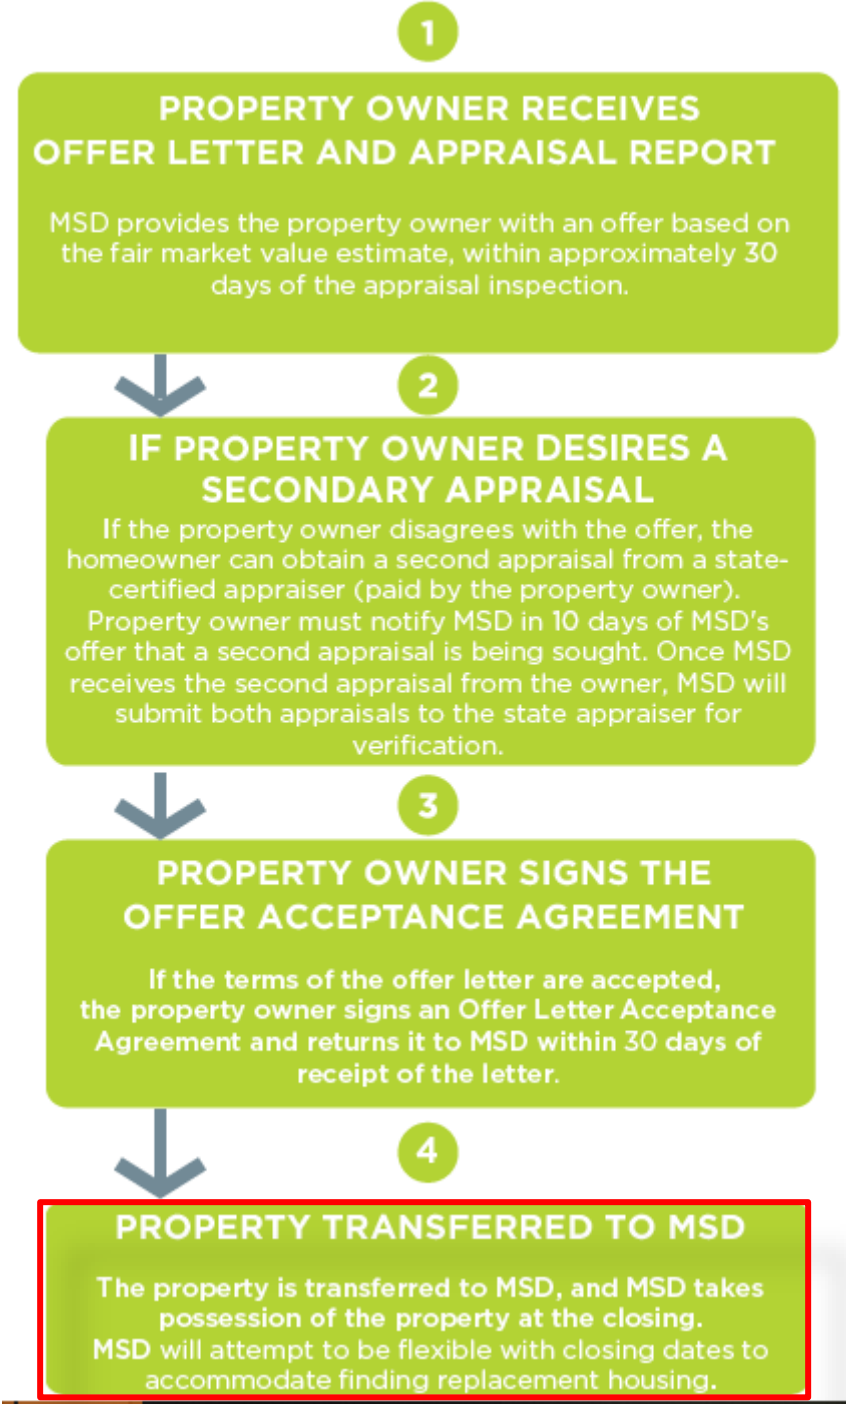 1
PROPERTY OWNER RECEIVES
OFFER LETTER AND APPRAISAL REPORT
MSD provides the property owner with an offer based on
the fair market value estimate, within approximately 30
days of the appraisal inspection.
2
IF PROPERTY OWNER DESIRES A
SECONDARY APPRAISAL
If the property owner disagrees with the offer, the
homeowner can obtain a second appraisal from a state-
certified appraiser (paid by the property owner).
Property owner must notify MSD in 10 days of MSD's
offer that a second appraisal is being sought. Once MSD
receives the second appraisal from the owner, MSD will
submit both appraisals to the state appraiser for
verification.
3
PROPERTY OWNER SIGNS THE
OFFER ACCEPTANCE AGREEMENT
If the terms of the offer letter are accepted,
the property owner signs an Offer Letter Acceptance
Agreement and returns it to MSD within 30 days of
receipt of the letter.
4
PROPERTY TRANSFERRED TO MSD
The property is transferred to MSD, and MSD takes
possession of the property at the closing.
MSD will attempt to be flexible with closing dates to
accommodate finding replacement housing.